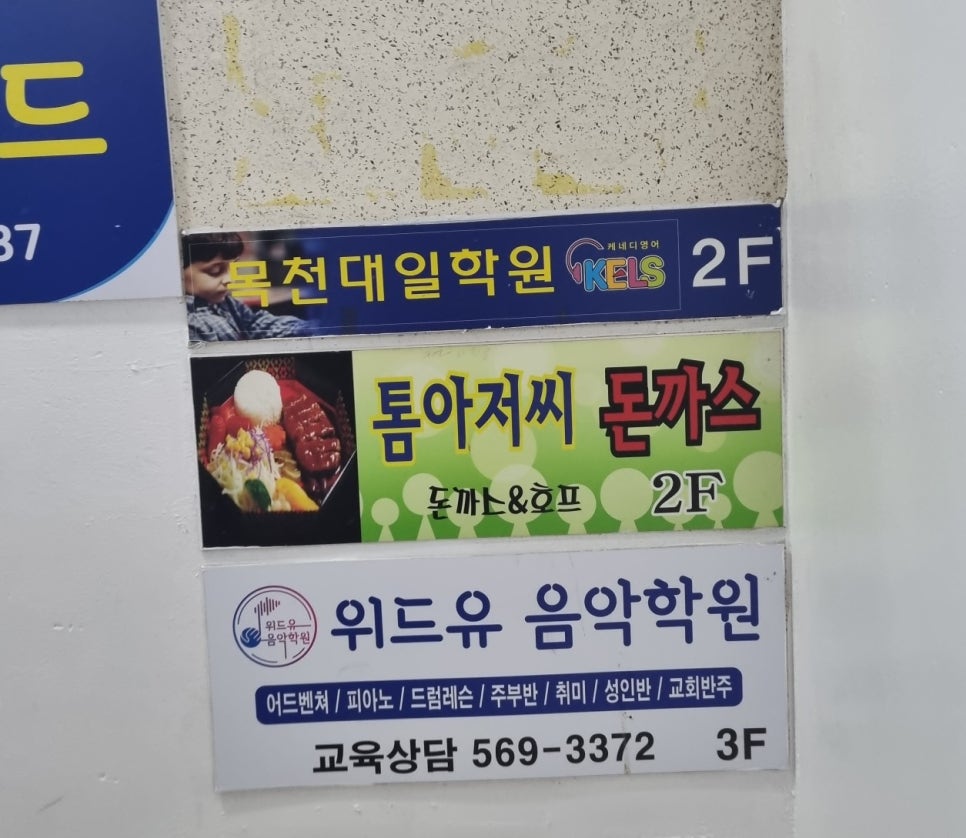 드
37
목천대일학원 케네디영어 KELS 2F
톰아저씨 돈까스
돈까스&호프 2F
위드유 음악학원 위드유 음악학원
어드벤쳐 / 피아노 / 드럼레슨 / 주부반 / 취미 / 성인반 / 교회반주
교육상담 569-3372 3F